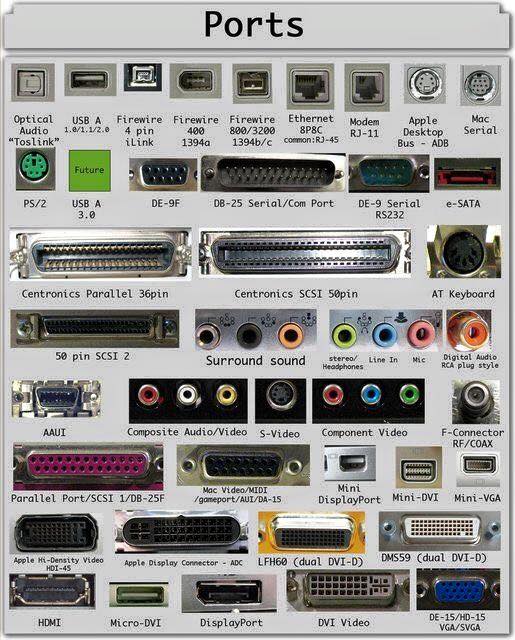 Ports
Optical
Audio
"Toslink"
USB A
1.0/1.1/2.0
Firewire
4 pin
iLink
Firewire
400
1394a
Firewire
800/3200
1394b/c
Ethernet
8P8C
common:RJ-45
Modem
RJ-11
Apple
Desktop
Bus - ADB
Mac
Serial
Future
PS/2
USB A
3.0
DE-9F
DB-25 Serial/Com Port
DE-9 Serial
RS232
e-SATA
Centronics Parallel 36pin
Centronics SCSI 50pin
AT Keyboard
50 pin SCSI 2
Surround sound
stereo/
Headphones
Line In
Mic
Digital Audio
RCA plug style
AAUI
Composite Audio/Video
S-Video
Component Video
F-Connector
RF/COAX
Parallel Port/SCSI 1/DB-25F
Mac Video/MIDI
/gameport/AUI/DA-15
Mini
DisplayPort
Mini-DVI
Mini-VGA
Apple Hi-Density Video
HDI-45
Apple Display Connector - ADC
LFH60 (dual DVI-D)
DMS59 (dual DVI-D)
HDMI
Micro-DVI
DisplayPort
DVI Video
DE-15/HD-15
VGA/SVGA